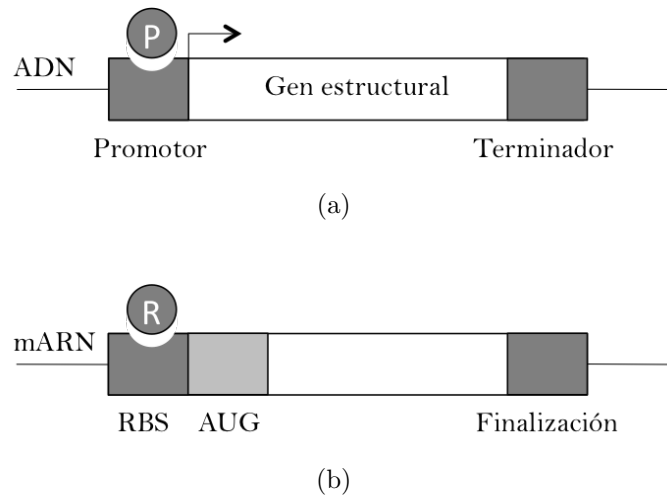 P
ADN
Gen estructural
Promotor Terminador
(a)
R
mARN
RBS AUG Finalización
(b)